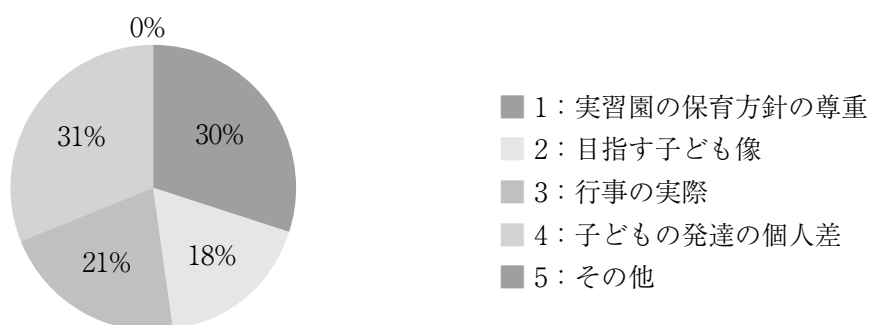 0%
31%
30%
21%
18%
1：実習園の保育方針の尊重
2：目指す子ども像
3：行事の実際
4：子どもの発達の個人差
5：その他